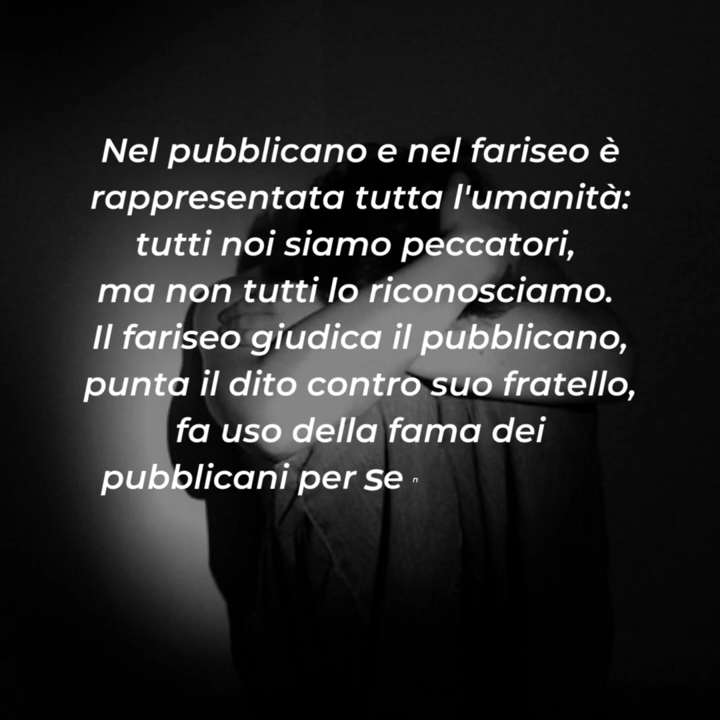 Nel pubblicano e nel fariseo è
rappresentata tutta l'umanità:
tutti noi siamo peccatori,
ma non tutti lo riconosciamo.
Il fariseo giudica il pubblicano,
punta il dito contro suo fratello,
fa uso della fama dei
pubblicani per se n